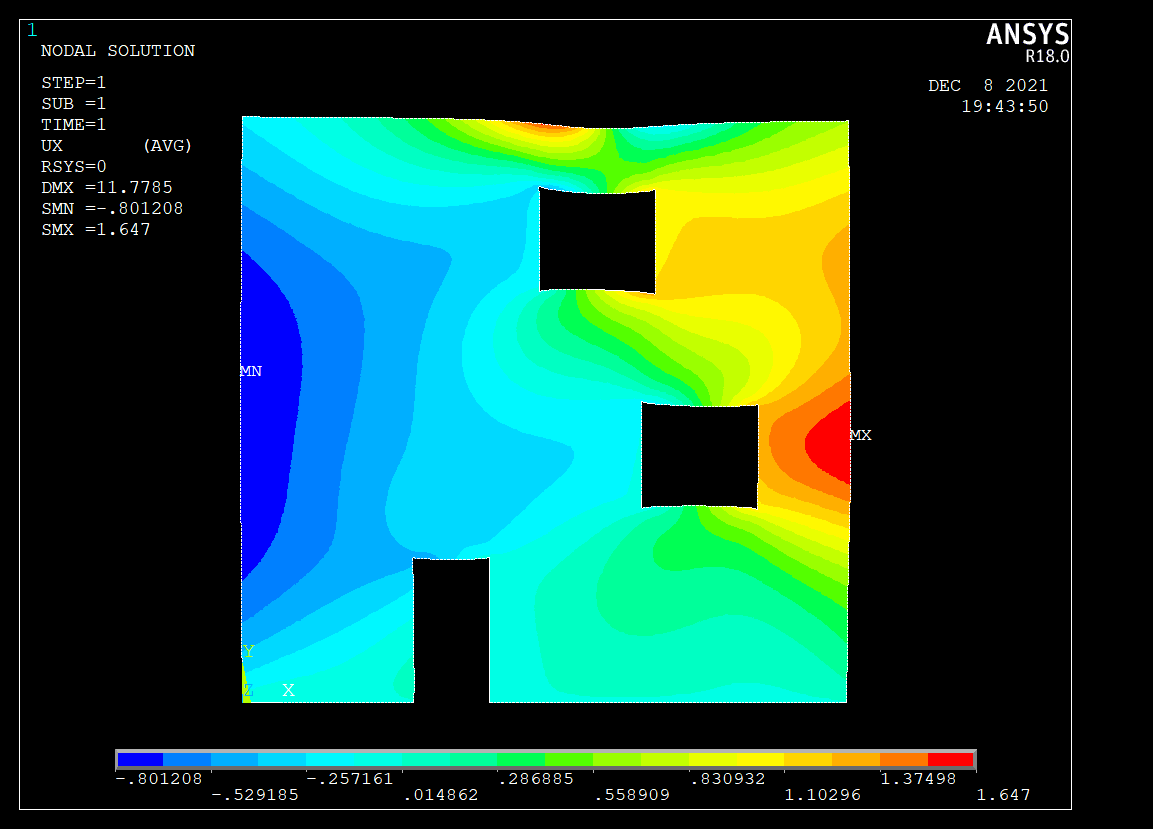 1
ANSYS
R18.0
NODAL SOLUTION
DEC 8 2021
19:43:50
STEP=1
SUB =1
TIME=1
UX (AVG)
RSYS=0
DMX =11.7785
SMN =-.801208
SMX =1.647
MN
MX
Y
Z X
-.801208 -.257161 .286885 .830932 1.37498
-.529185 .014862 .558909 1.10296 1.647